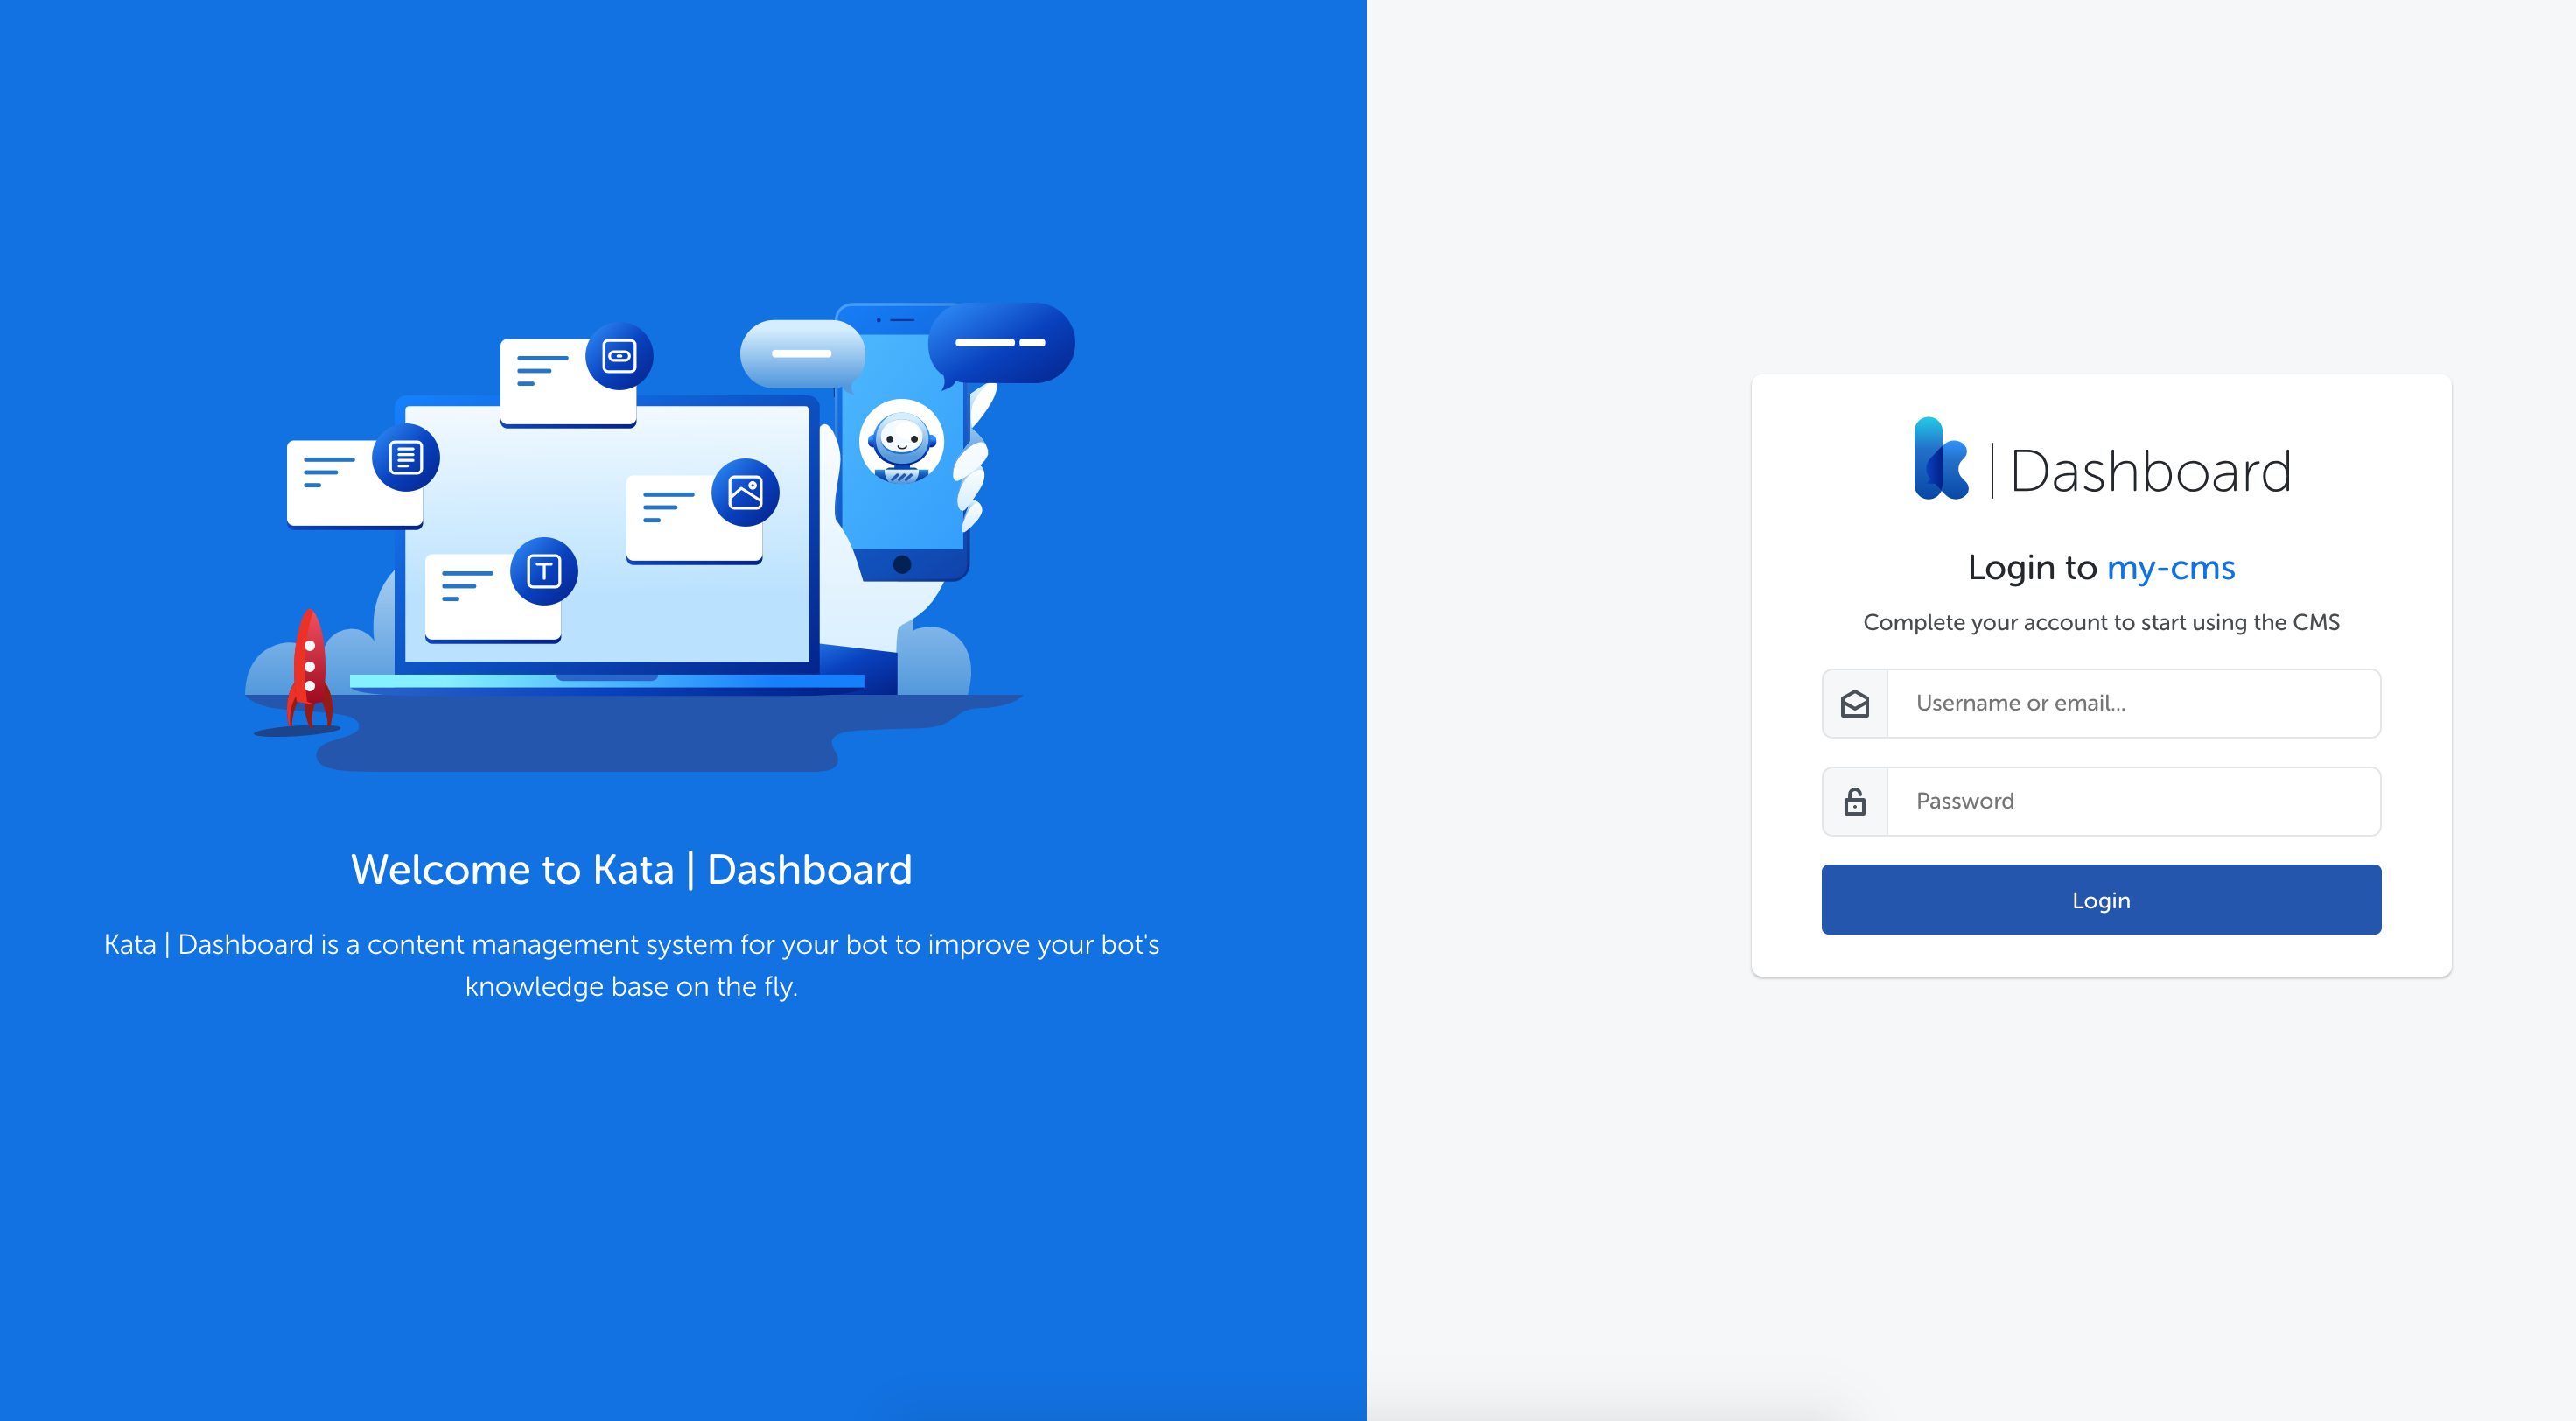 Welcome to Kata | Dashboard
Kata | Dashboard is a content management system for your bot to improve your bot's
knowledge base on the fly.
k | Dashboard
Login to my-cms
Complete your account to start using the CMS
Username or email...
Password
Login